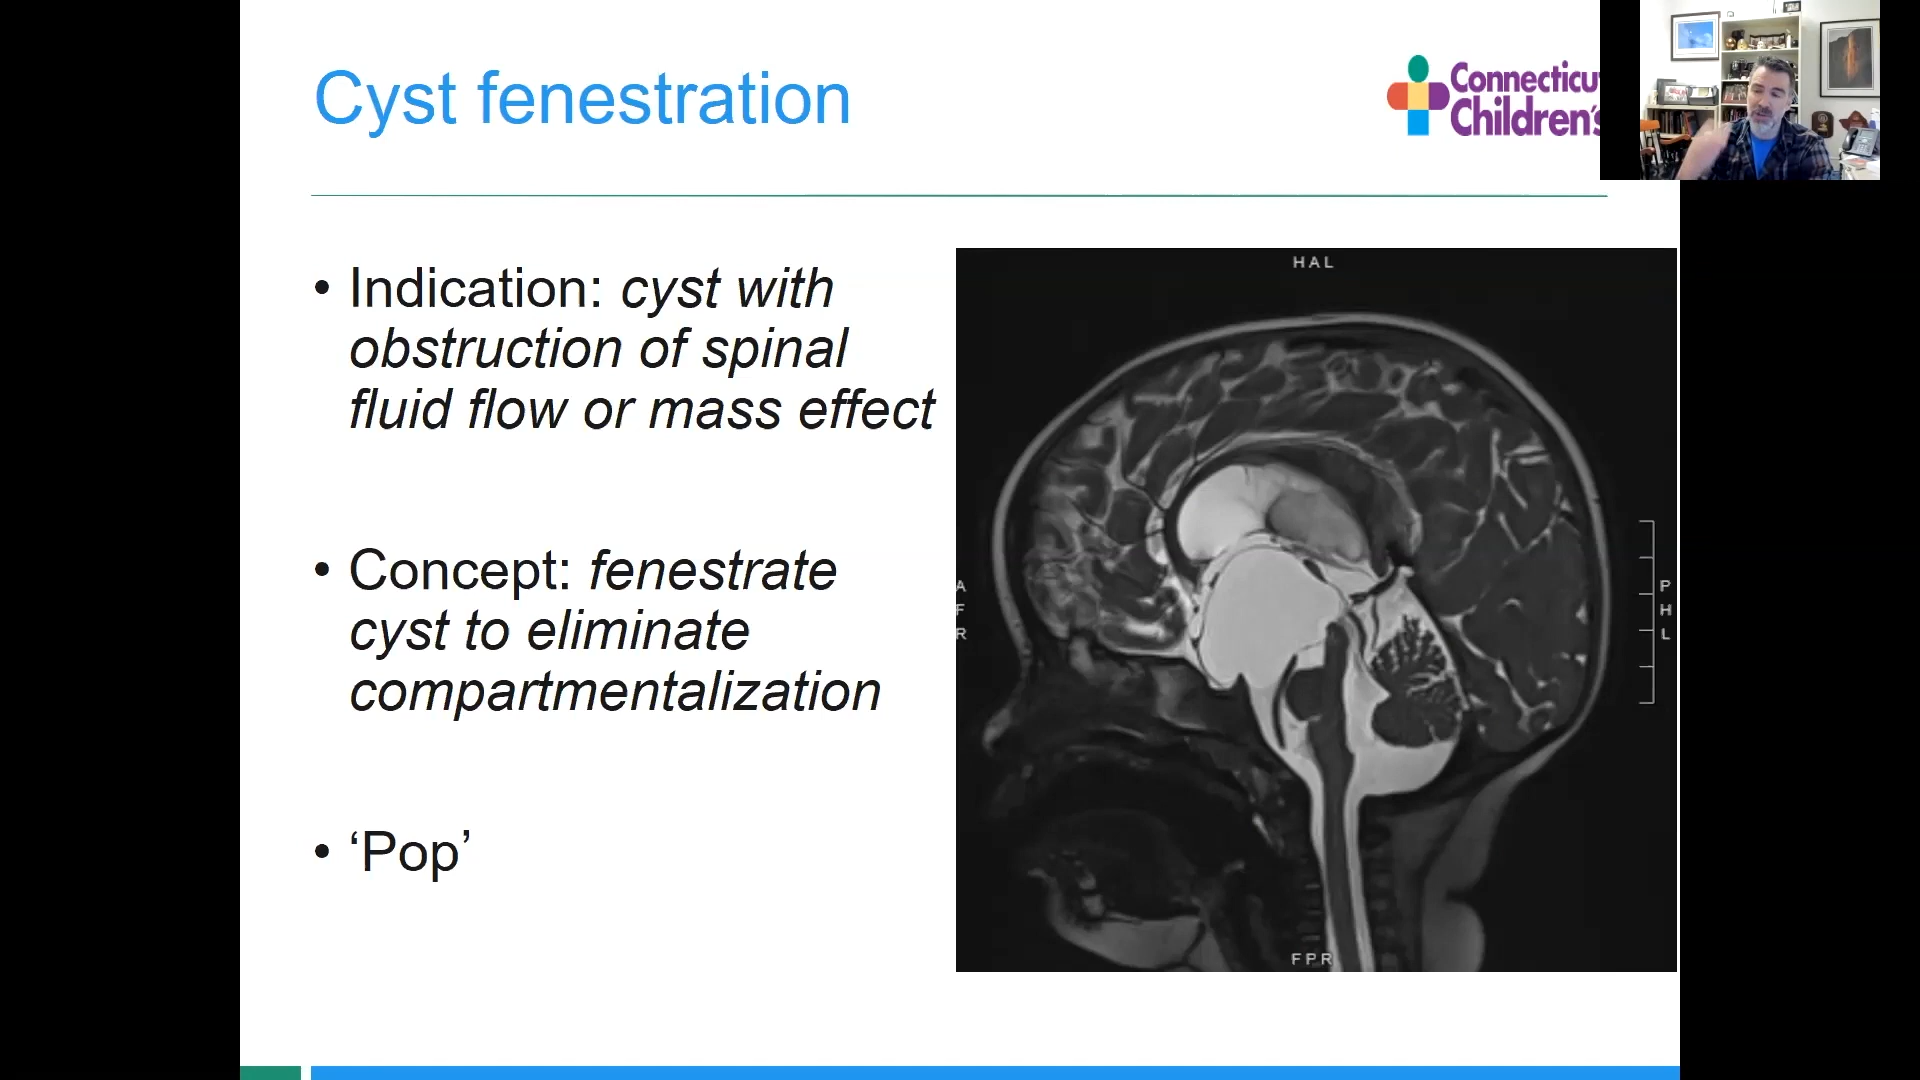 Cyst fenestration
Connecticu
Children's
• Indication: cyst with
obstruction of spinal
fluid flow or mass effect
• Concept: fenestrate
cyst to eliminate
compartmentalization
• ‘Pop’
HAL
A
F
R
P
H
L
FPR